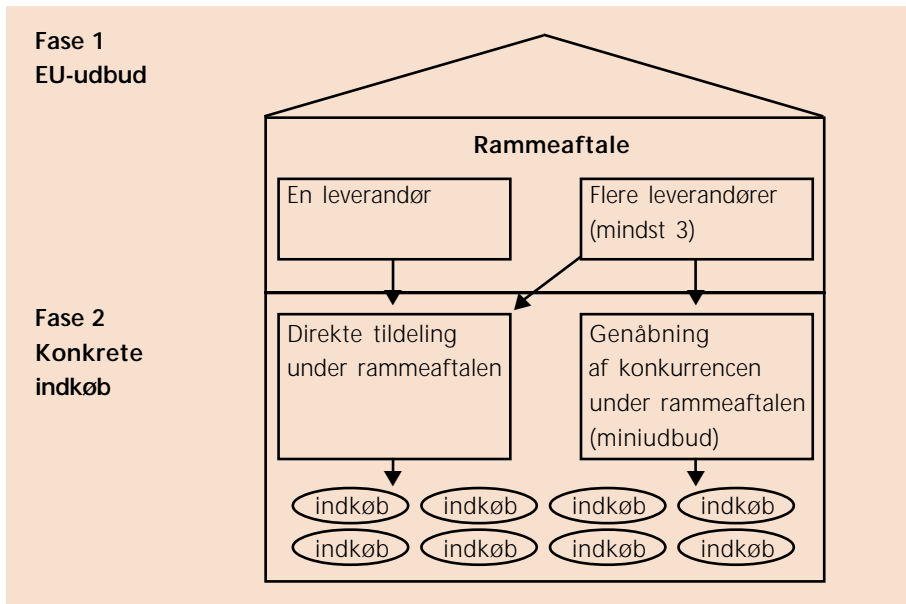 Fase 1
EU-udbud
Rammeaftale
En leverandør
Flere leverandører
(mindst 3)
Fase 2
Konkrete
indkøb
Direkte tildeling
under rammeaftalen
Genåbning
af konkurrencen
under rammeaftalen
(miniudbud)
indkøb indkøb indkøb indkøb
indkøb indkøb indkøb indkøb